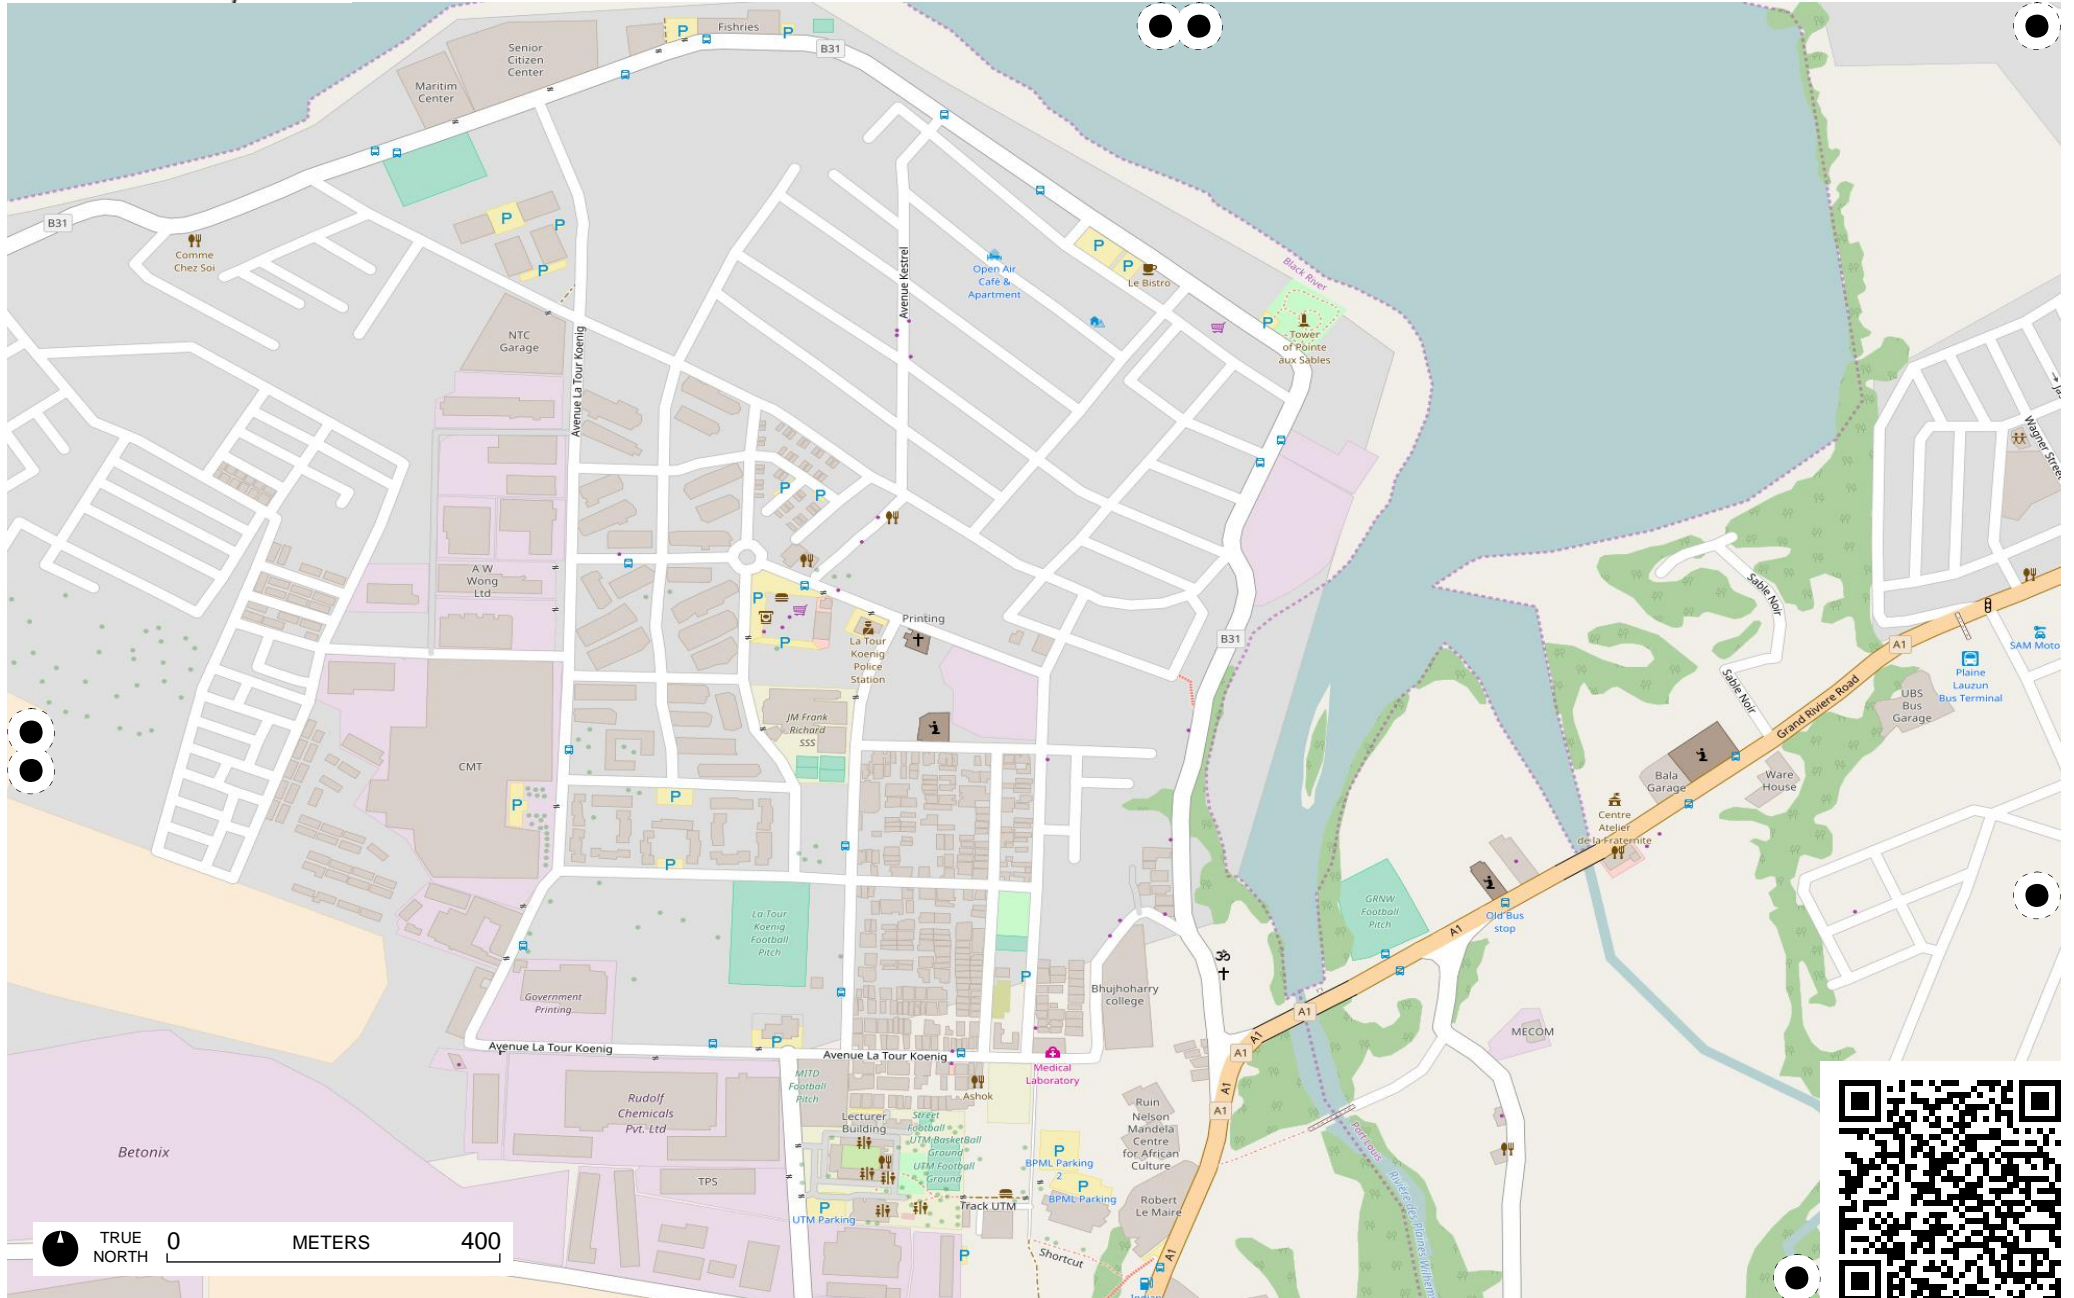 Fishries
Senior
Citizen
Center
B31
Maritim
Center
B31
Comme
Chez Soi
NTC
Garage
Avenue La Tour Koenig
Avenue Kestrel
Open Air
Café &
Apartment
Le Bistro
Black River
Tower
of Pointe
aux Sables
Wagner Street
A W
Wong
Ltd
Printing
La Tour
Koenig
Police
Station
B31
Sable Noir
Sable Noir
A1
SAM Moto
Plaine
Lauzun
Bus Terminal
UBS
Bus
Garage
Grand Riviere Road
JM Frank
Richard
SSS
CMT
Bala
Garage
Ware
House
Centre
Atelier
de la Fraternite
La Tour
Koenig
Football
Pitch
GRNW
Football
Pitch
Old Bus
stop
A1
Government
Printing
Bhujhoharry
college
A1
MECOM
Avenue La Tour Koenig
Avenue La Tour Koenig
A1
A1
Medical
Laboratory
MITD
Football
Pitch
Ashok
A1
A1
Rudolf
Chemicals
Pvt. Ltd
Lecturer
Building
Street
Football
UTM BasketBall
Ground
UTM Football
Ground
Ruin
Nelson
Mandela
Centre
for African
Culture
Port Louis
Betonix
BPML Parking
2
BPML Parking
TPS
Track UTM
UTM Parking
Robert
Le Maire
Shortcut
A1
TRUE
NORTH
0 METERS 400